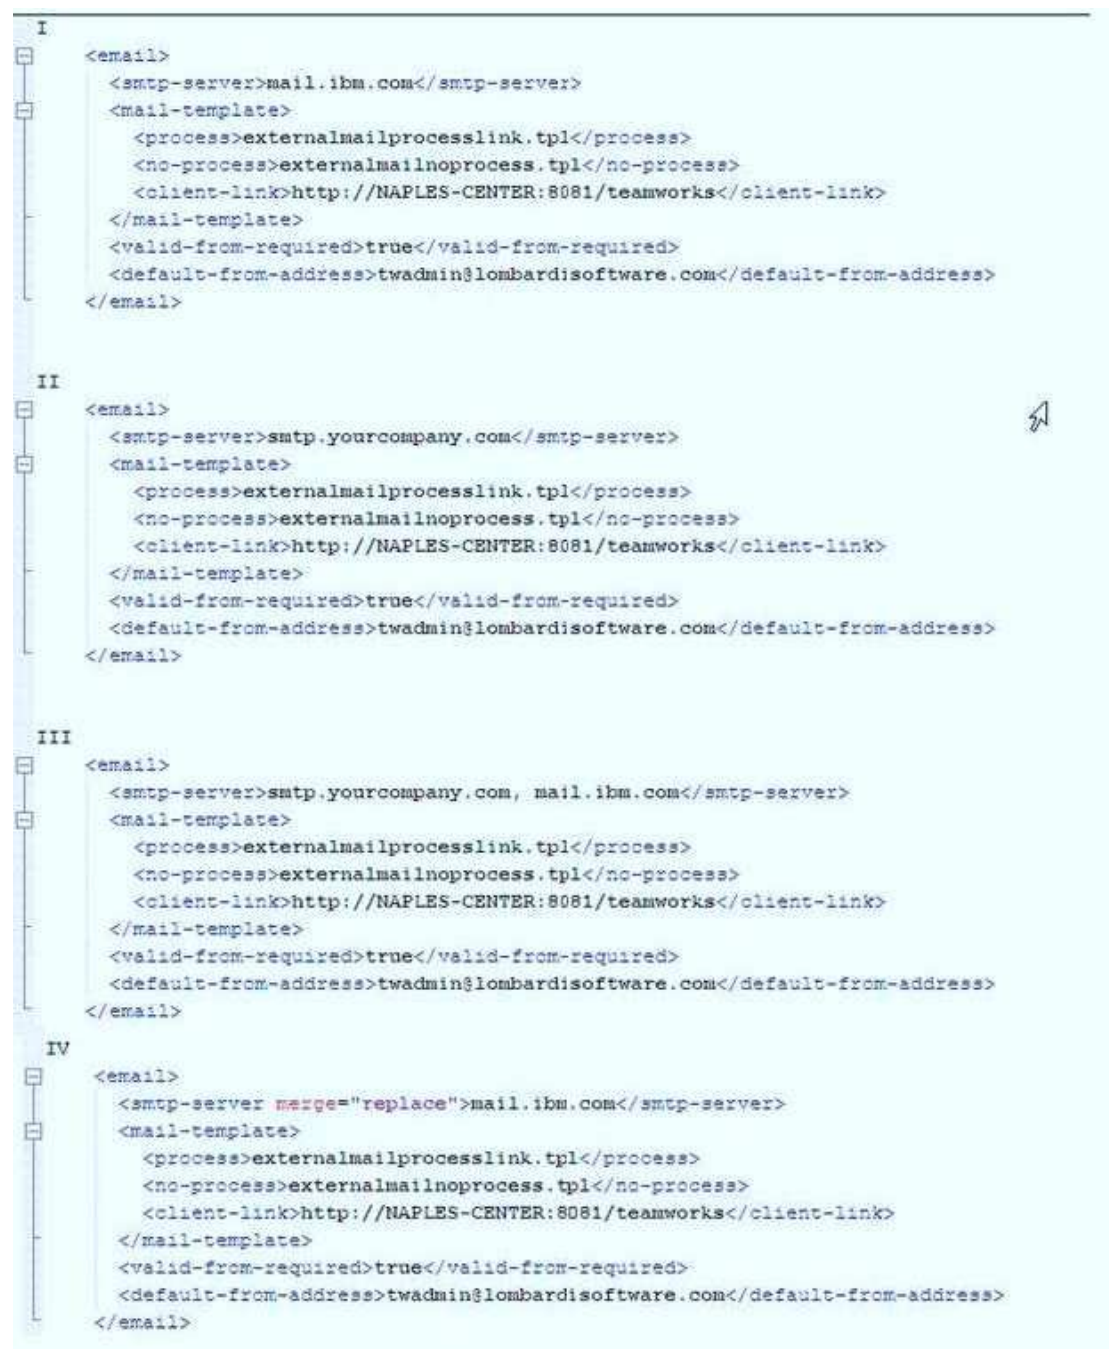 I
<email>
<smtp-server>mail.ibm.com</smtp-server>
<mail-template>
<process>externalmailprocesslink.tpl</process>
<no-process>externalmailnoprocess.tpl</no-process>
<client-link>http://NAPLES-CENTER:8081/teamworks</client-link>
</mail-template>
<valid-from-required>true</valid-from-required>
<default-from-address>twadmin@lombardisoftware.com</default-from-address>
</email>
II
<email>
<smtp-server>smtp.yourcompany.com</smtp-server>
<mail-template>
<process>externalmailprocesslink.tpl</process>
<no-process>externalmailnoprocess.tpl</no-process>
<client-link>http://NAPLES-CENTER:8081/teamworks</client-link>
</mail-template>
<valid-from-required>true</valid-from-required>
<default-from-address>twadmin@lombardisoftware.com</default-from-address>
</email>
III
<email>
<smtp-server>smtp.yourcompany.com, mail.ibm.com</smtp-server>
<mail-template>
<process>externalmailprocesslink.tpl</process>
<no-process>externalmailnoprocess.tpl</no-process>
<client-link>http://NAPLES-CENTER:8081/teamworks</client-link>
</mail-template>
<valid-from-required>true</valid-from-required>
<default-from-address>twadmin@lombardisoftware.com</default-from-address>
</email>
IV
<email>
<smtp-server merge="replace">mail.ibm.com</smtp-server>
<mail-template>
<process>externalmailprocesslink.tpl</process>
<no-process>externalmailnoprocess.tpl</no-process>
<client-link>http://NAPLES-CENTER:8081/teamworks</client-link>
</mail-template>
<valid-from-required>true</valid-from-required>
<default-from-address>twadmin@lombardisoftware.com</default-from-address>
</email>